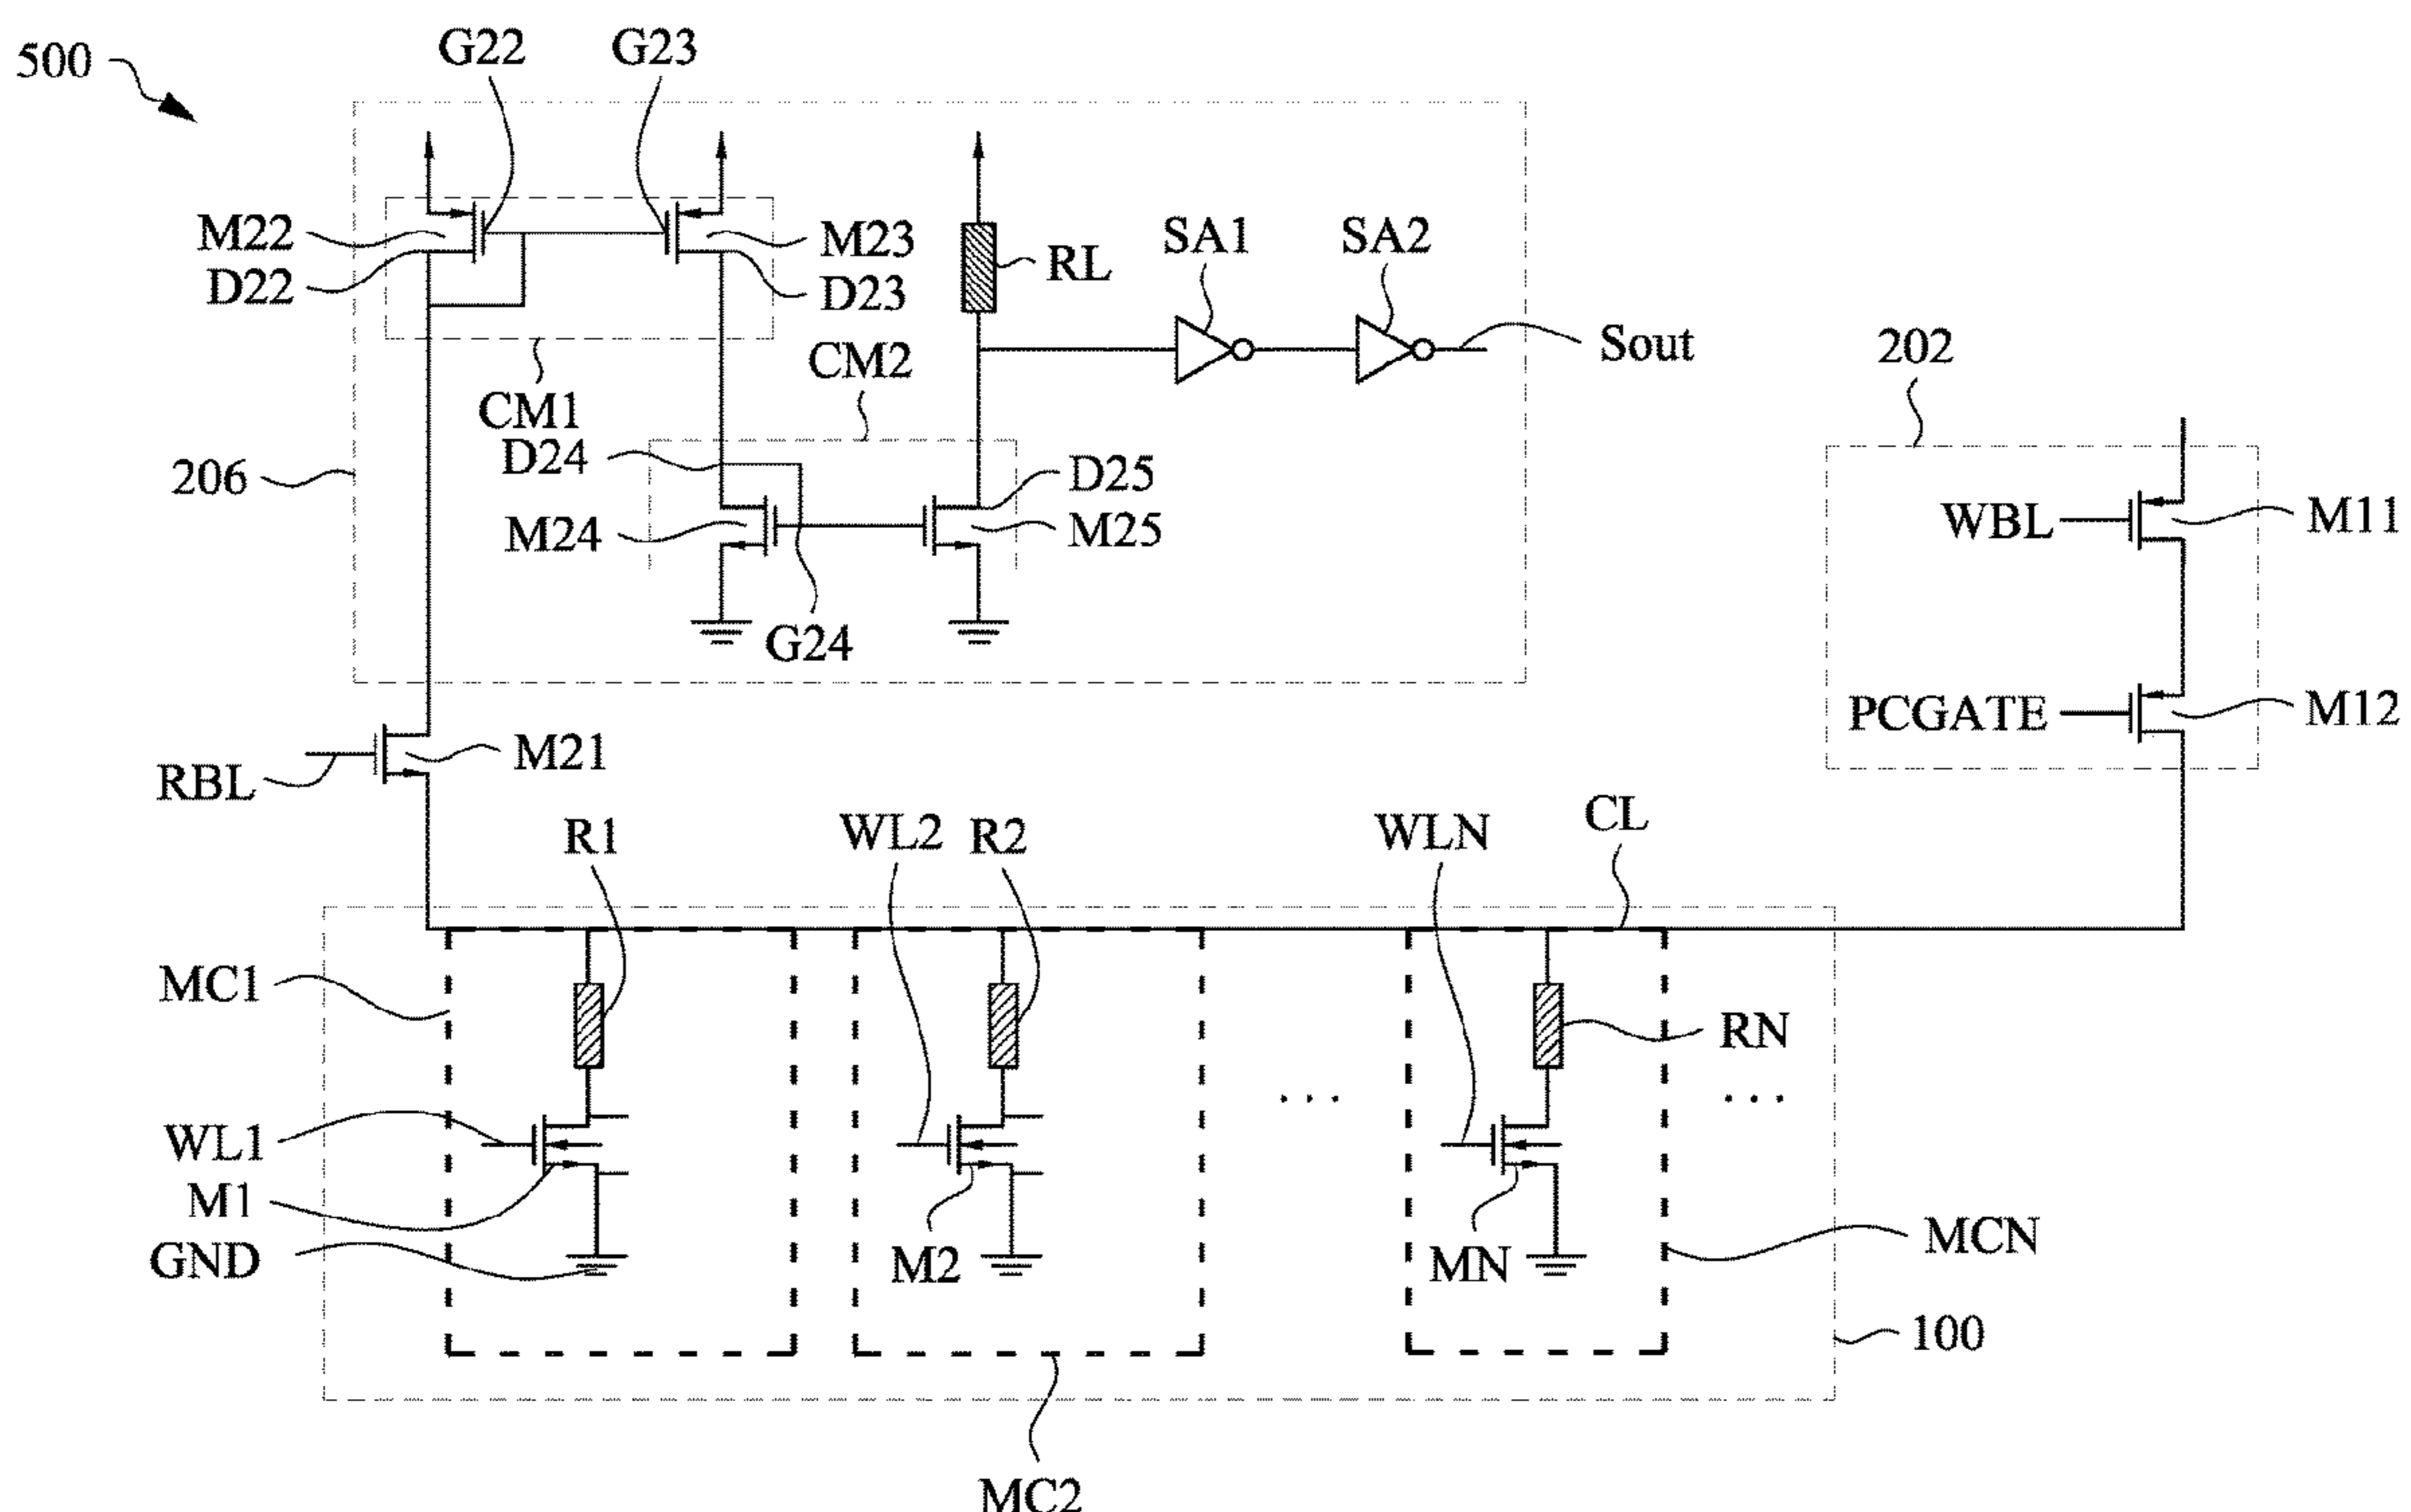 500
G22
G23
M22
D22
M23
D23
RL
SA1
SA2
Sout
CM1
CM2
206
D24
D25
M24
M25
G24
202
WBL
M11
PCGATE
M12
RBL
M21
R1
WL2
R2
WLN
CL
MC1
RN
WL1
M1
GND
M2
MN
MCN
100
MC2